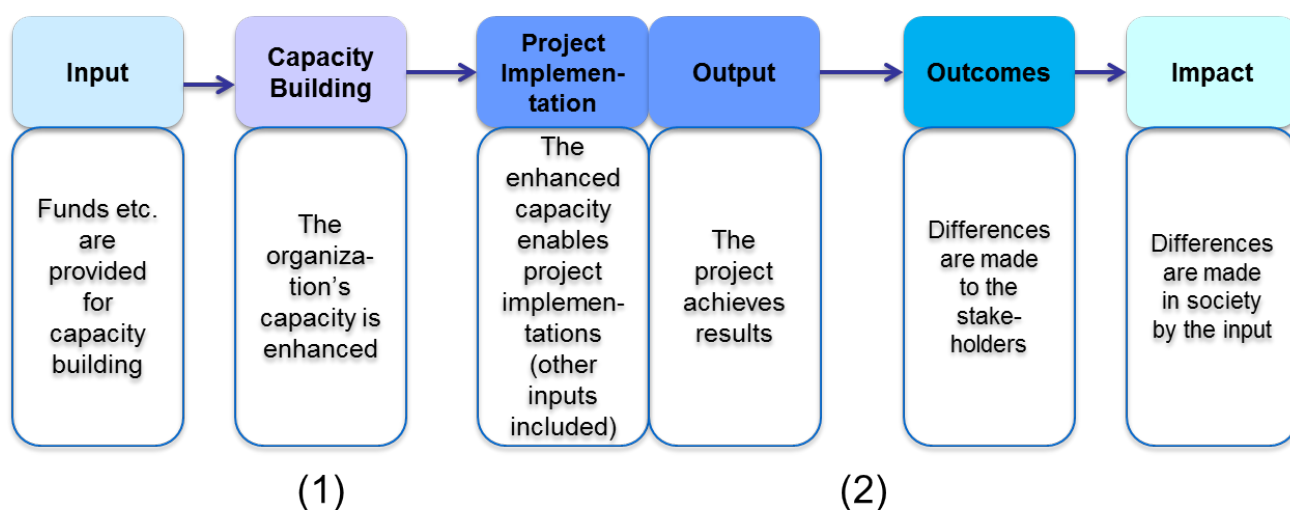 Input
Capacity
Building
Project
Implemen-
tation
Output
Outcomes
Impact
Funds etc.
are
provided
for
capacity
building
The
organiza-
tion’s
capacity is
enhanced
The
enhanced
capacity
enables
project
implemen-
tations
(other
inputs
included)
The
project
achieves
results
Differences
are made
to the
stake-
holders
Differences
are made
in society
by the input
(1)
(2)